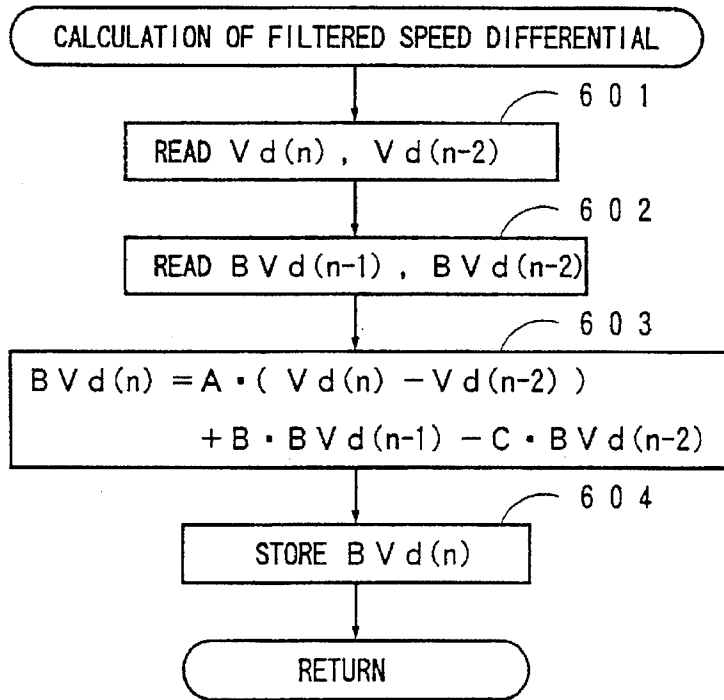 CALCULATION OF FILTERED SPEED DIFFERENTIAL
601
READ Vd(n), Vd(n-2)
602
READ BVd(n-1), BVd(n-2)
603
BVd(n) = A・( Vd(n) - Vd(n-2) )
+ B・BVd(n-1) - C・BVd(n-2)
604
STORE BVd(n)
RETURN